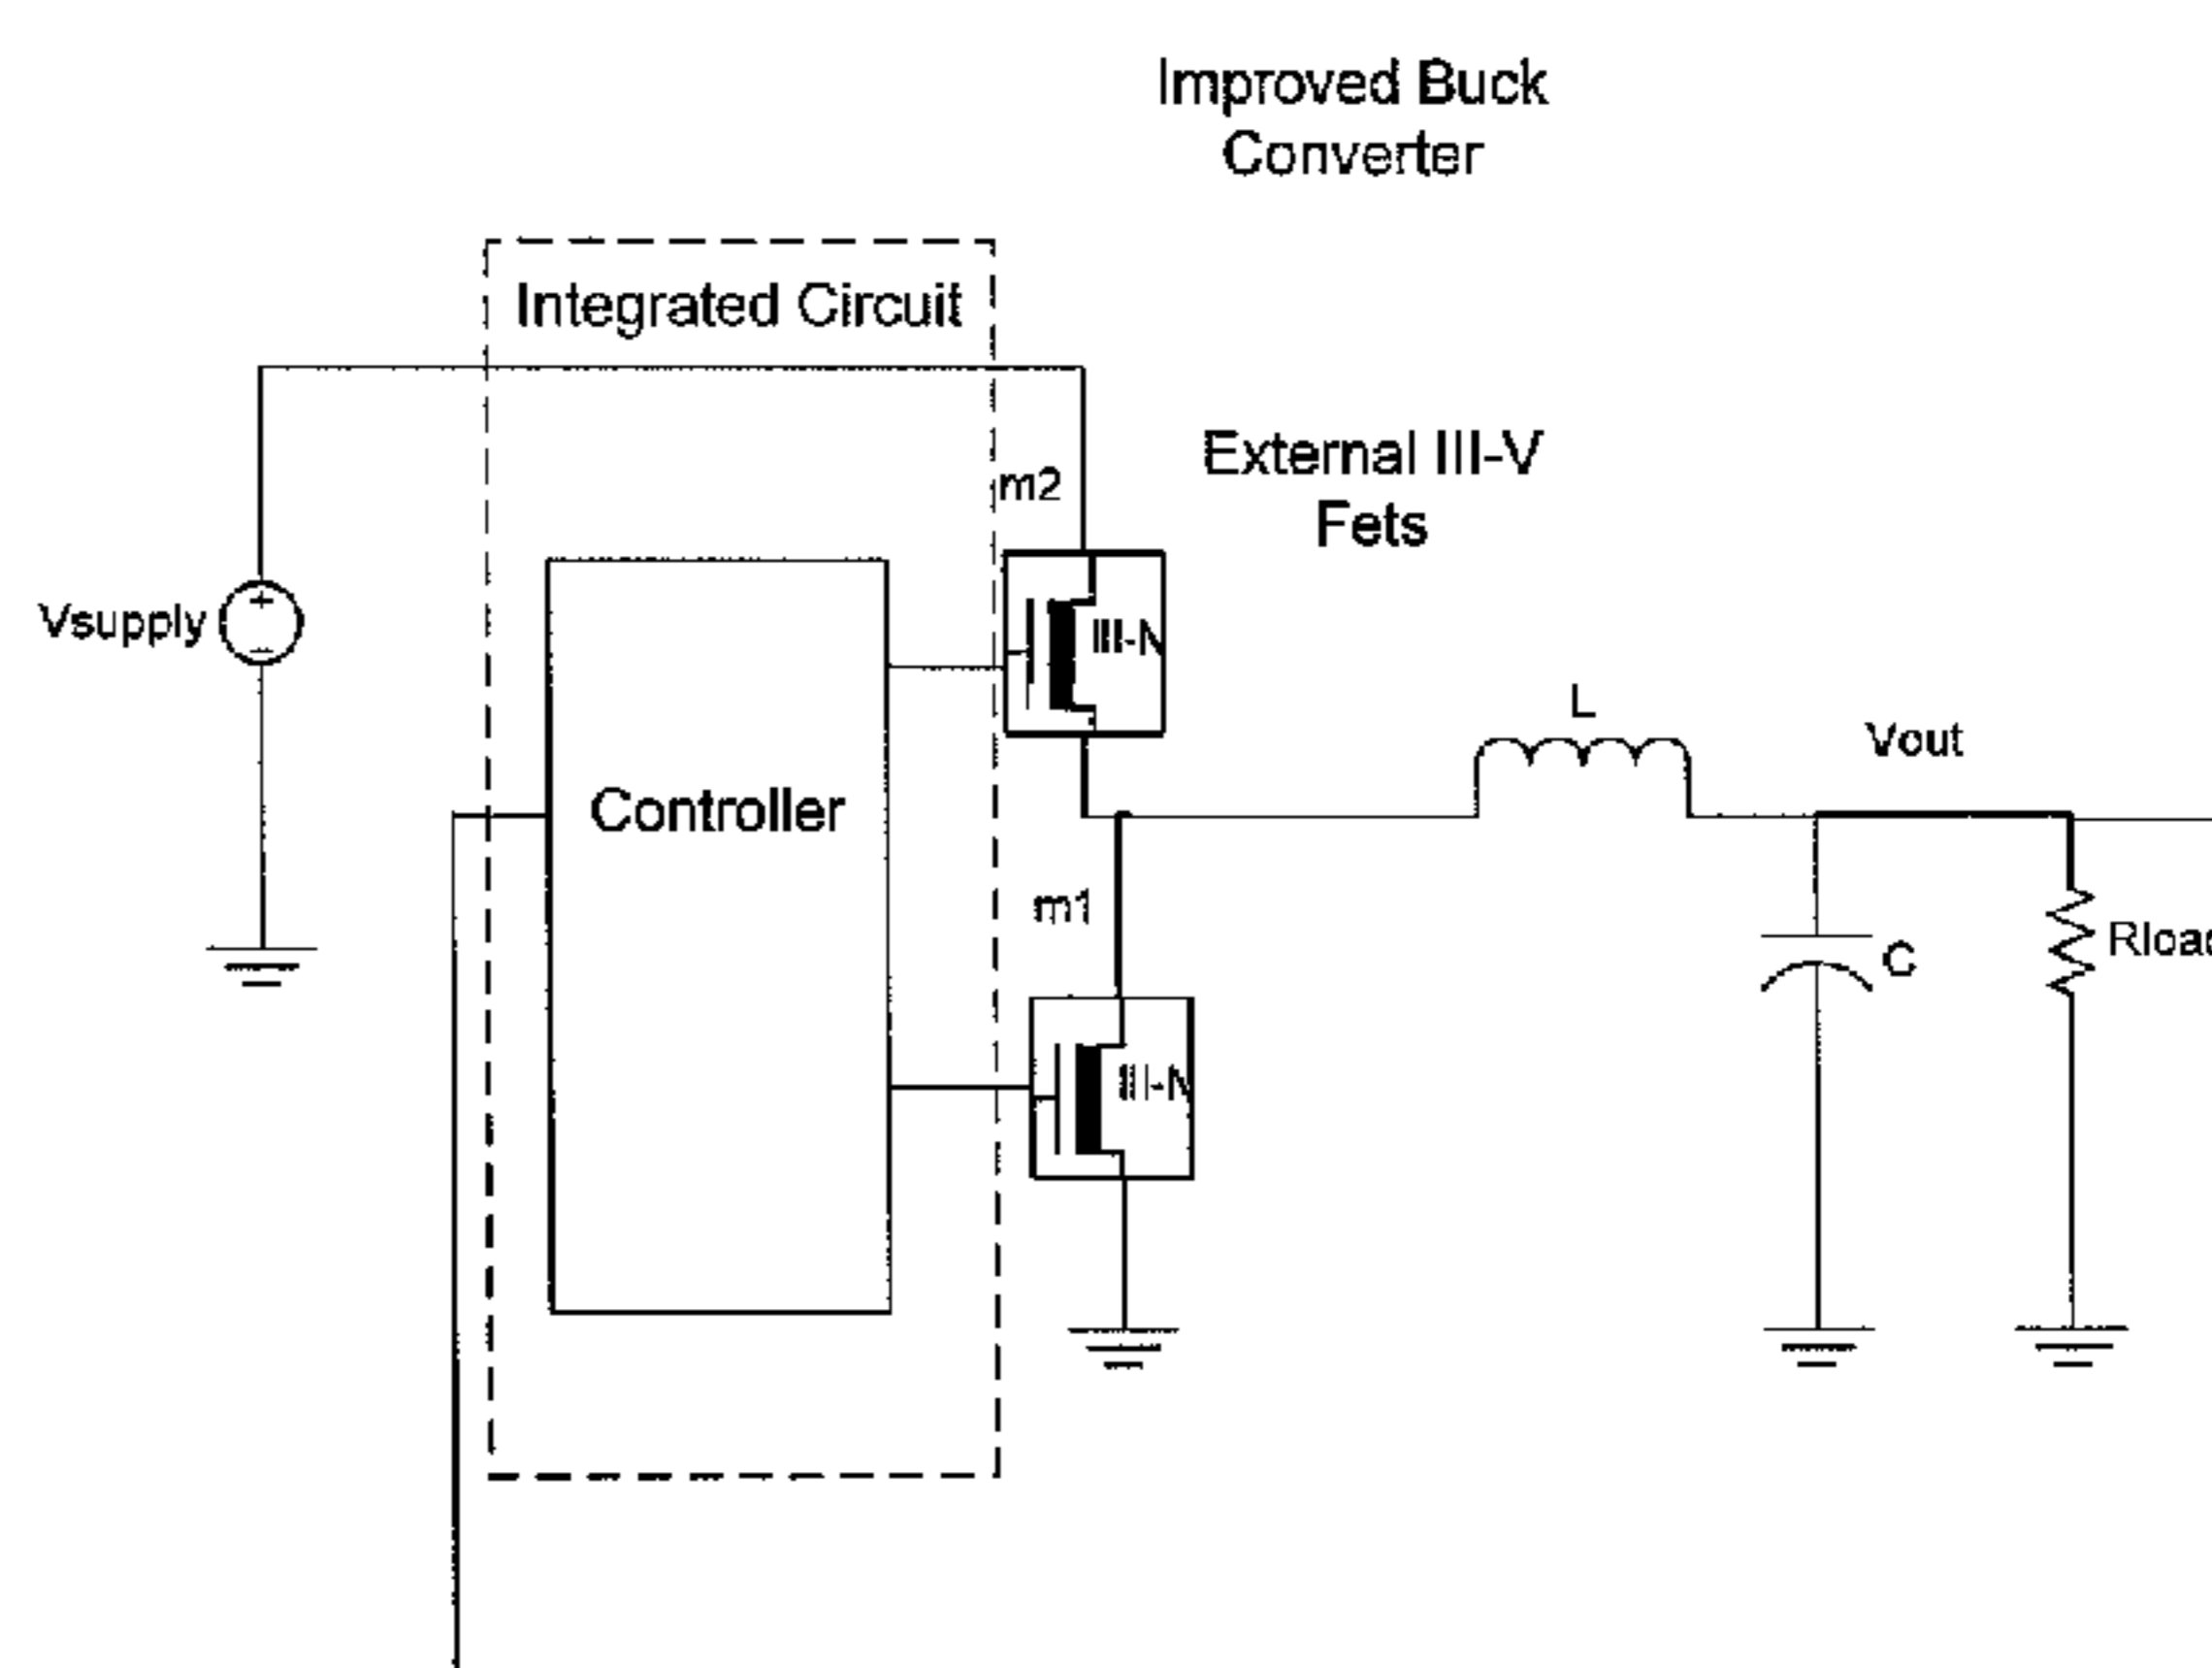 Improved Buck
Converter
Integrated Circuit
External III-V
Fets
m2
Vsupply
+
−
III-N
L
Vout
Controller
m1
C
III-N